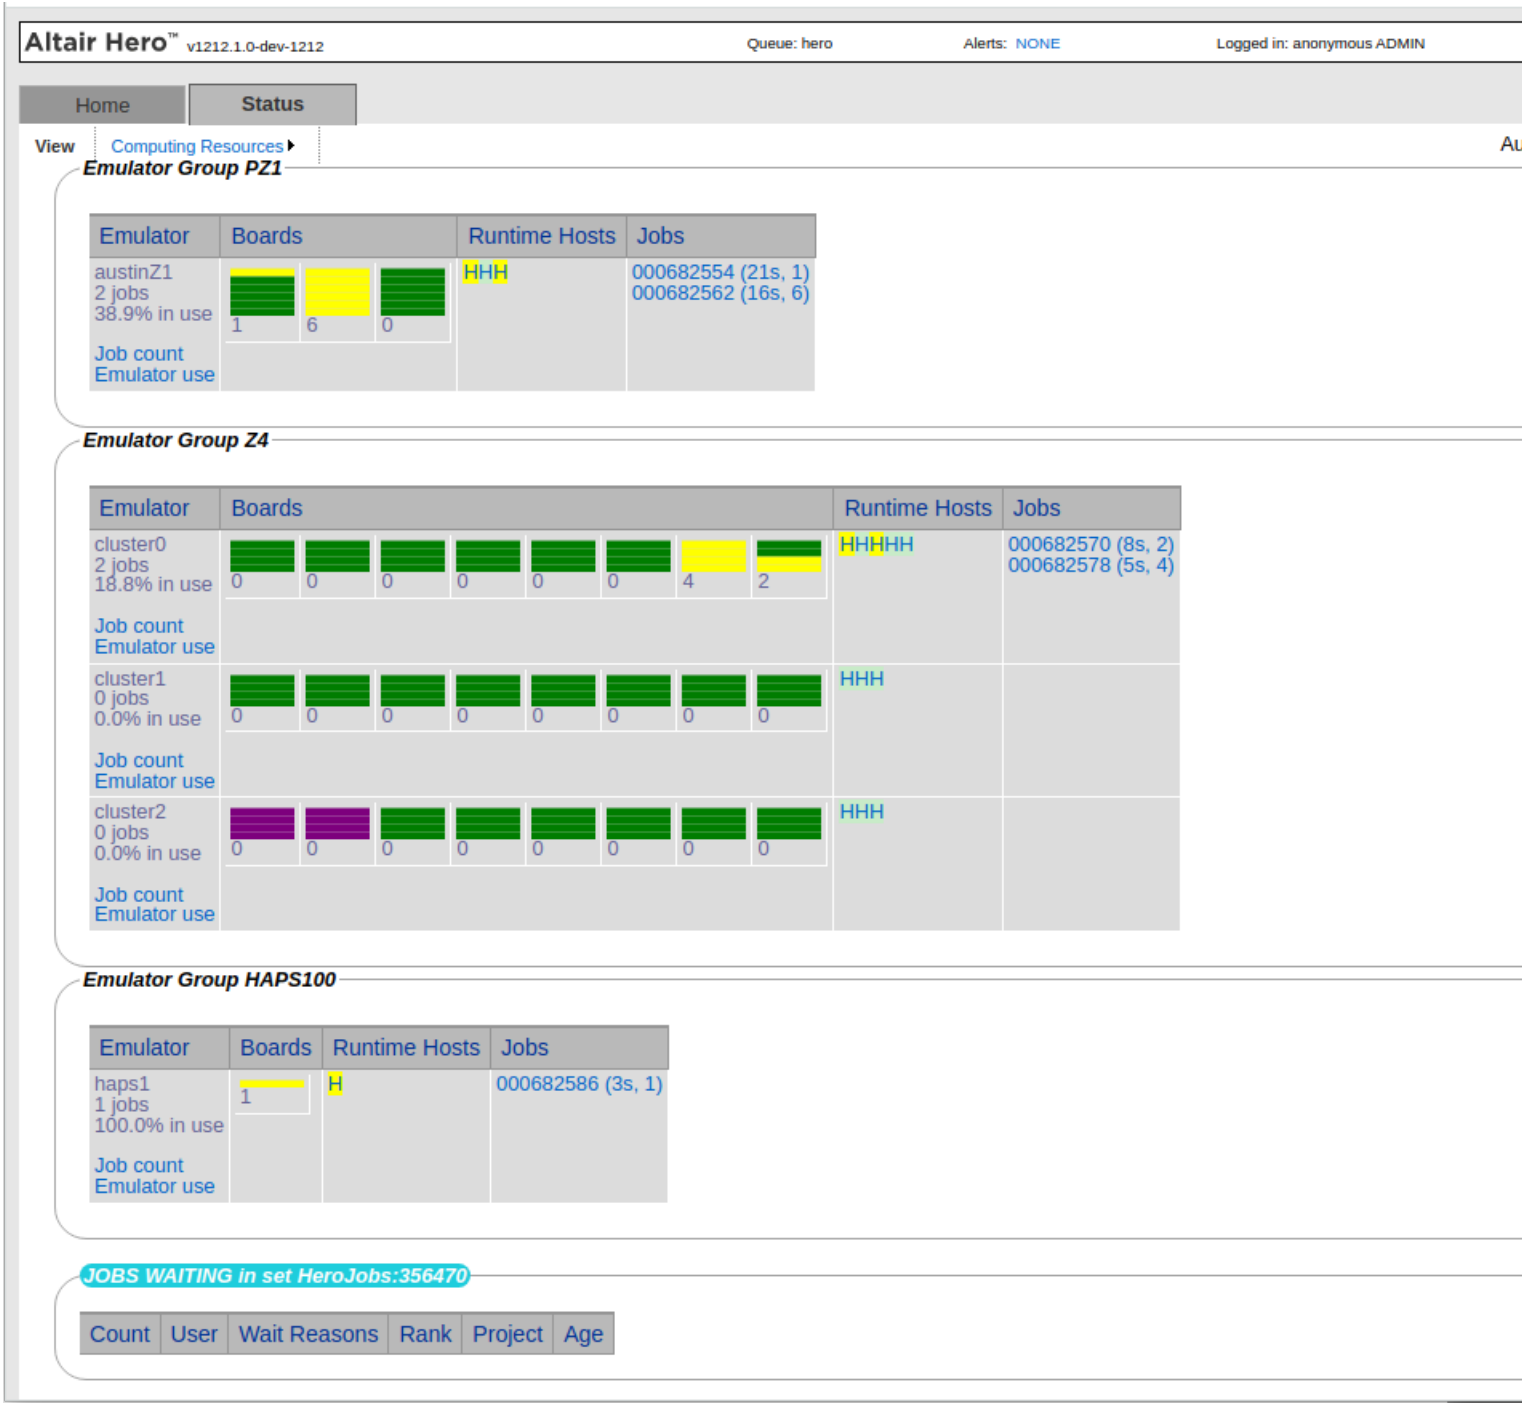 Altair Hero™ v1212.1.0-dev-1212 Queue: hero Alerts: NONE Logged in: anonymous ADMIN
Home Status
View Computing Resources Au
Emulator Group PZ1
Emulator Boards Runtime Hosts Jobs
austinZ1 HHH 000682554 (21s, 1)
2 jobs 000682562 (16s, 6)
38.9% in use
1 6 0
Job count
Emulator use
Emulator Group Z4
Emulator Boards Runtime Hosts Jobs
cluster0 HHHHH 000682570 (8s, 2)
2 jobs 000682578 (5s, 4)
18.8% in use 0 0 0 0 0 0 4 2
Job count
Emulator use
cluster1 HHH
0 jobs
0.0% in use 0 0 0 0 0 0 0 0
Job count
Emulator use
cluster2 HHH
0 jobs
0.0% in use 0 0 0 0 0 0 0 0
Job count
Emulator use
Emulator Group HAPS100
Emulator Boards Runtime Hosts Jobs
haps1 H 000682586 (3s, 1)
1 jobs 1
100.0% in use
Job count
Emulator use
JOBS WAITING in set HeroJobs:356470
Count User Wait Reasons Rank Project Age